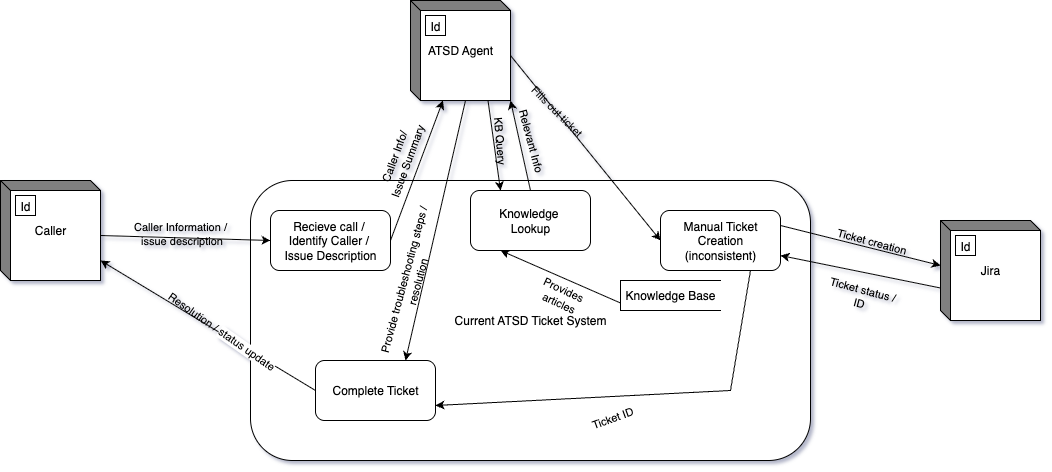 Id
ATSD Agent
Fills out ticket
Caller Info/
Issue Summary
KB Query
Relevant Info
Id
Caller
Caller Information /
issue description
Recieve call /
Identify Caller /
Issue Description
Knowledge
Lookup
Manual Ticket
Creation
(inconsistent)
Ticket creation
Id
Jira
Ticket status /
ID
Provide troubleshooting steps /
resolution
Provides
articles
Knowledge Base
Current ATSD Ticket System
Resolution / status update
Complete Ticket
Ticket ID